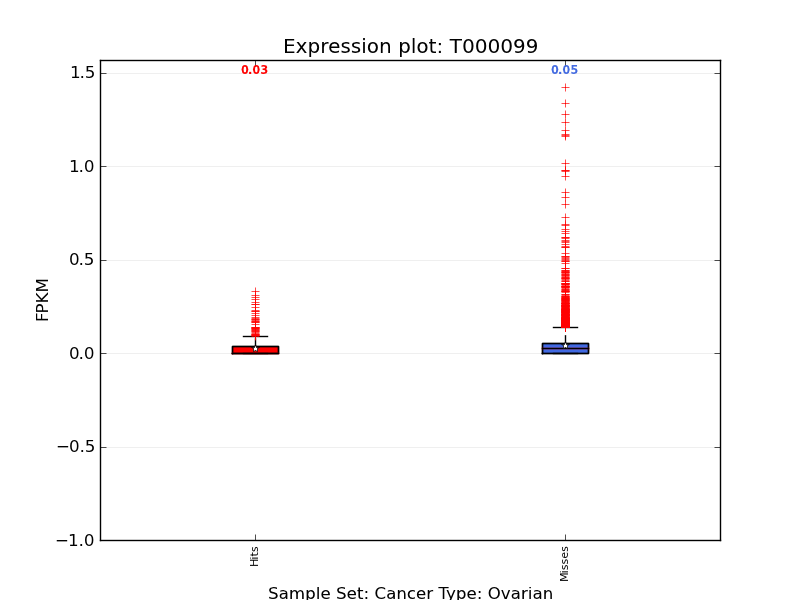 Expression plot: T000099
0.03
0.05
1.5
1.0
0.5
0.0
−0.5
−1.0
FPKM
Hits
Misses
Sample Set: Cancer Type: Ovarian